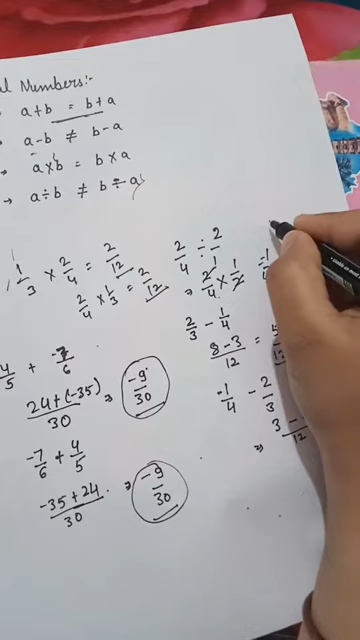 al Numbers:-
a+b = b+a
a-b ≠ b-a
a×b = b×a
→ a÷b ≠ b÷a
1/3 × 2/4 = 2/12
2/4 × 1/3 = 2/12
4/5 + -7/6
24+(-35)/30 ⇒ -9/30
-7/6 + 4/5
-35+24/30 ⇒ -9/30
2/4 ÷ 2
⇒ 2/4 × 1/2 = 1
2/3 - 1/4
8-3/12 = 5/12
1/4 - 2/3
⇒ 3-/12